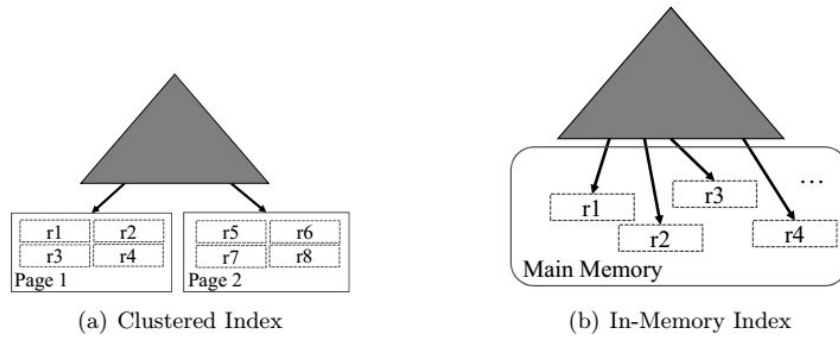 r1 r2
r3 r4
Page 1
r5 r6
r7 r8
Page 2
(a) Clustered Index
r1
r2
r3
r4
...
Main Memory
(b) In-Memory Index